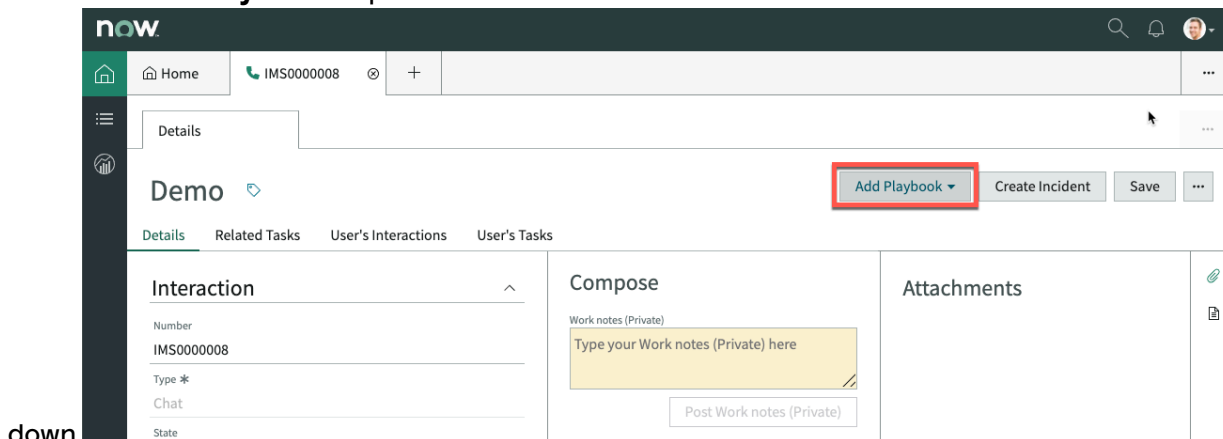 now.
Home
IMS0000008
Details
Demo
Add Playbook
Create Incident
Save
Details
Related Tasks
User's Interactions
User's Tasks
Interaction
Number
IMS0000008
Type *
Chat
State
Compose
Work notes (Private)
Type your Work notes (Private) here
Post Work notes (Private)
Attachments
down